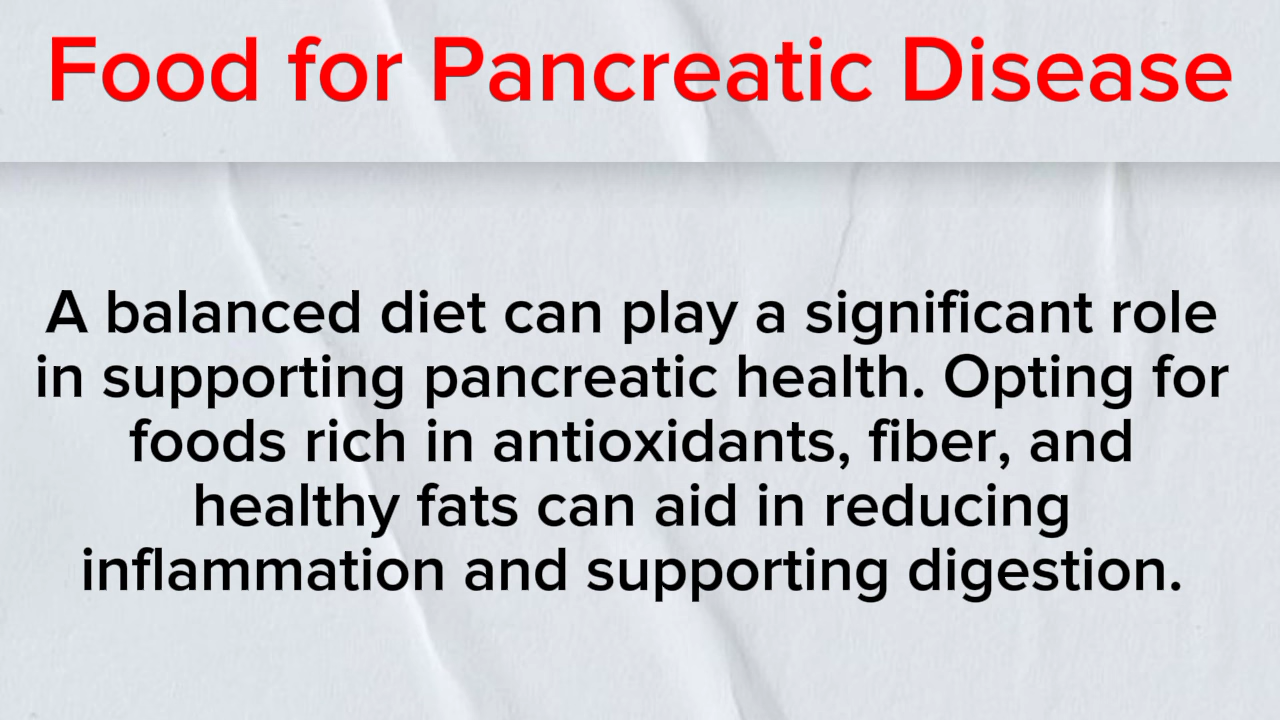 Food for Pancreatic Disease
A balanced diet can play a significant role
in supporting pancreatic health. Opting for
foods rich in antioxidants, fiber, and
healthy fats can aid in reducing
inflammation and supporting digestion.